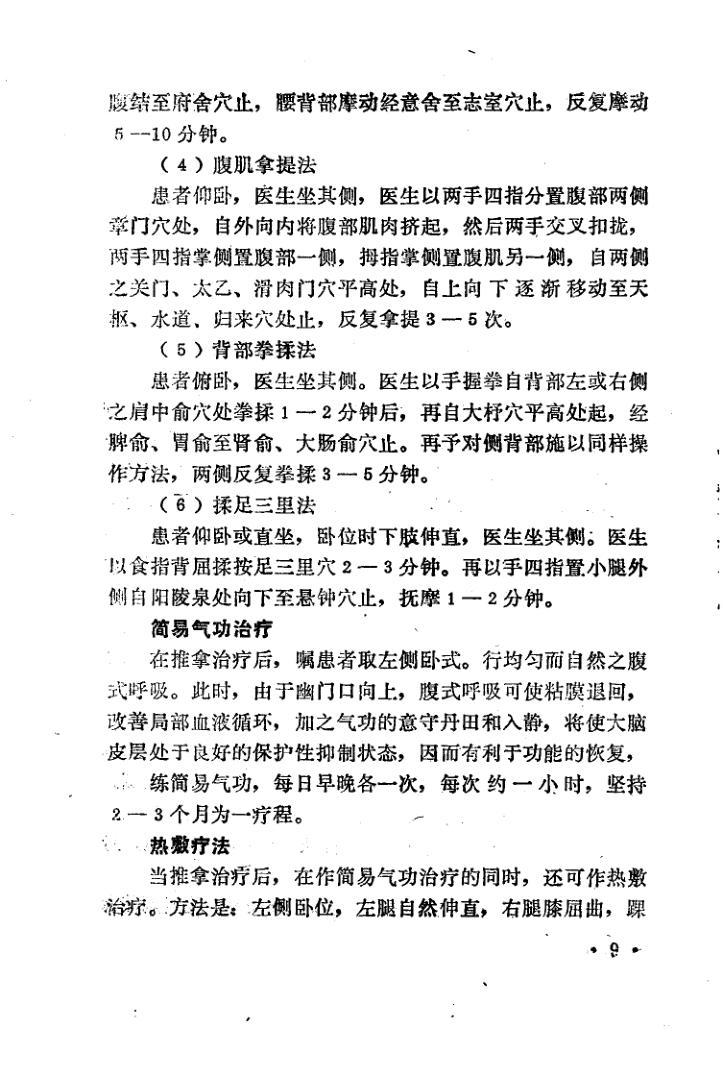 腹结至府舍穴止，腰背部摩动经意舍至志室穴止，反复摩动
5—10分钟。
（4）腹肌拿提法
患者仰卧，医生坐其侧，医生以两手四指分置腹部两侧
章门穴处，自外向内将腹部肌肉挤起，然后两手交叉扣拢，
两手四指掌侧置腹部一侧，拇指掌侧置腹肌另一侧，自两侧
之关门、太乙、滑肉门穴平高处，自上向下逐渐移动至天
枢、水道、归来穴处止，反复拿提3—5次。
（5）背部拳揉法
患者俯卧，医生坐其侧。医生以手握拳自背部左或右侧
之肩中俞穴处拳揉1—2分钟后，再自大杼穴平高处起，经
脾俞、胃俞至肾俞、大肠俞穴止。再予对侧背部施以同样操
作方法，两侧反复拳揉3—5分钟。
（6）揉足三里法
患者仰卧或直坐，卧位时下肢伸直，医生坐其侧。医生
以食指背屈揉按足三里穴2—3分钟。再以手四指置小腿外
侧自阳陵泉处向下至悬钟穴止，抚摩1—2分钟。
简易气功治疗
在推拿治疗后，嘱患者取左侧卧式。行均匀而自然之腹
式呼吸。此时，由于幽门口向上，腹式呼吸可使粘膜退回，
改善局部血液循环，加之气功的意守丹田和入静，将使大脑
皮层处于良好的保护性抑制状态，因而有利于功能的恢复，
练简易气功，每日早晚各一次，每次约一小时，坚持
2—3个月为一疗程。
热敷疗法
当推拿治疗后，在作简易气功治疗的同时，还可作热敷
治疗。方法是：左侧卧位，左腿自然伸直，右腿膝屈曲，踝
·9·